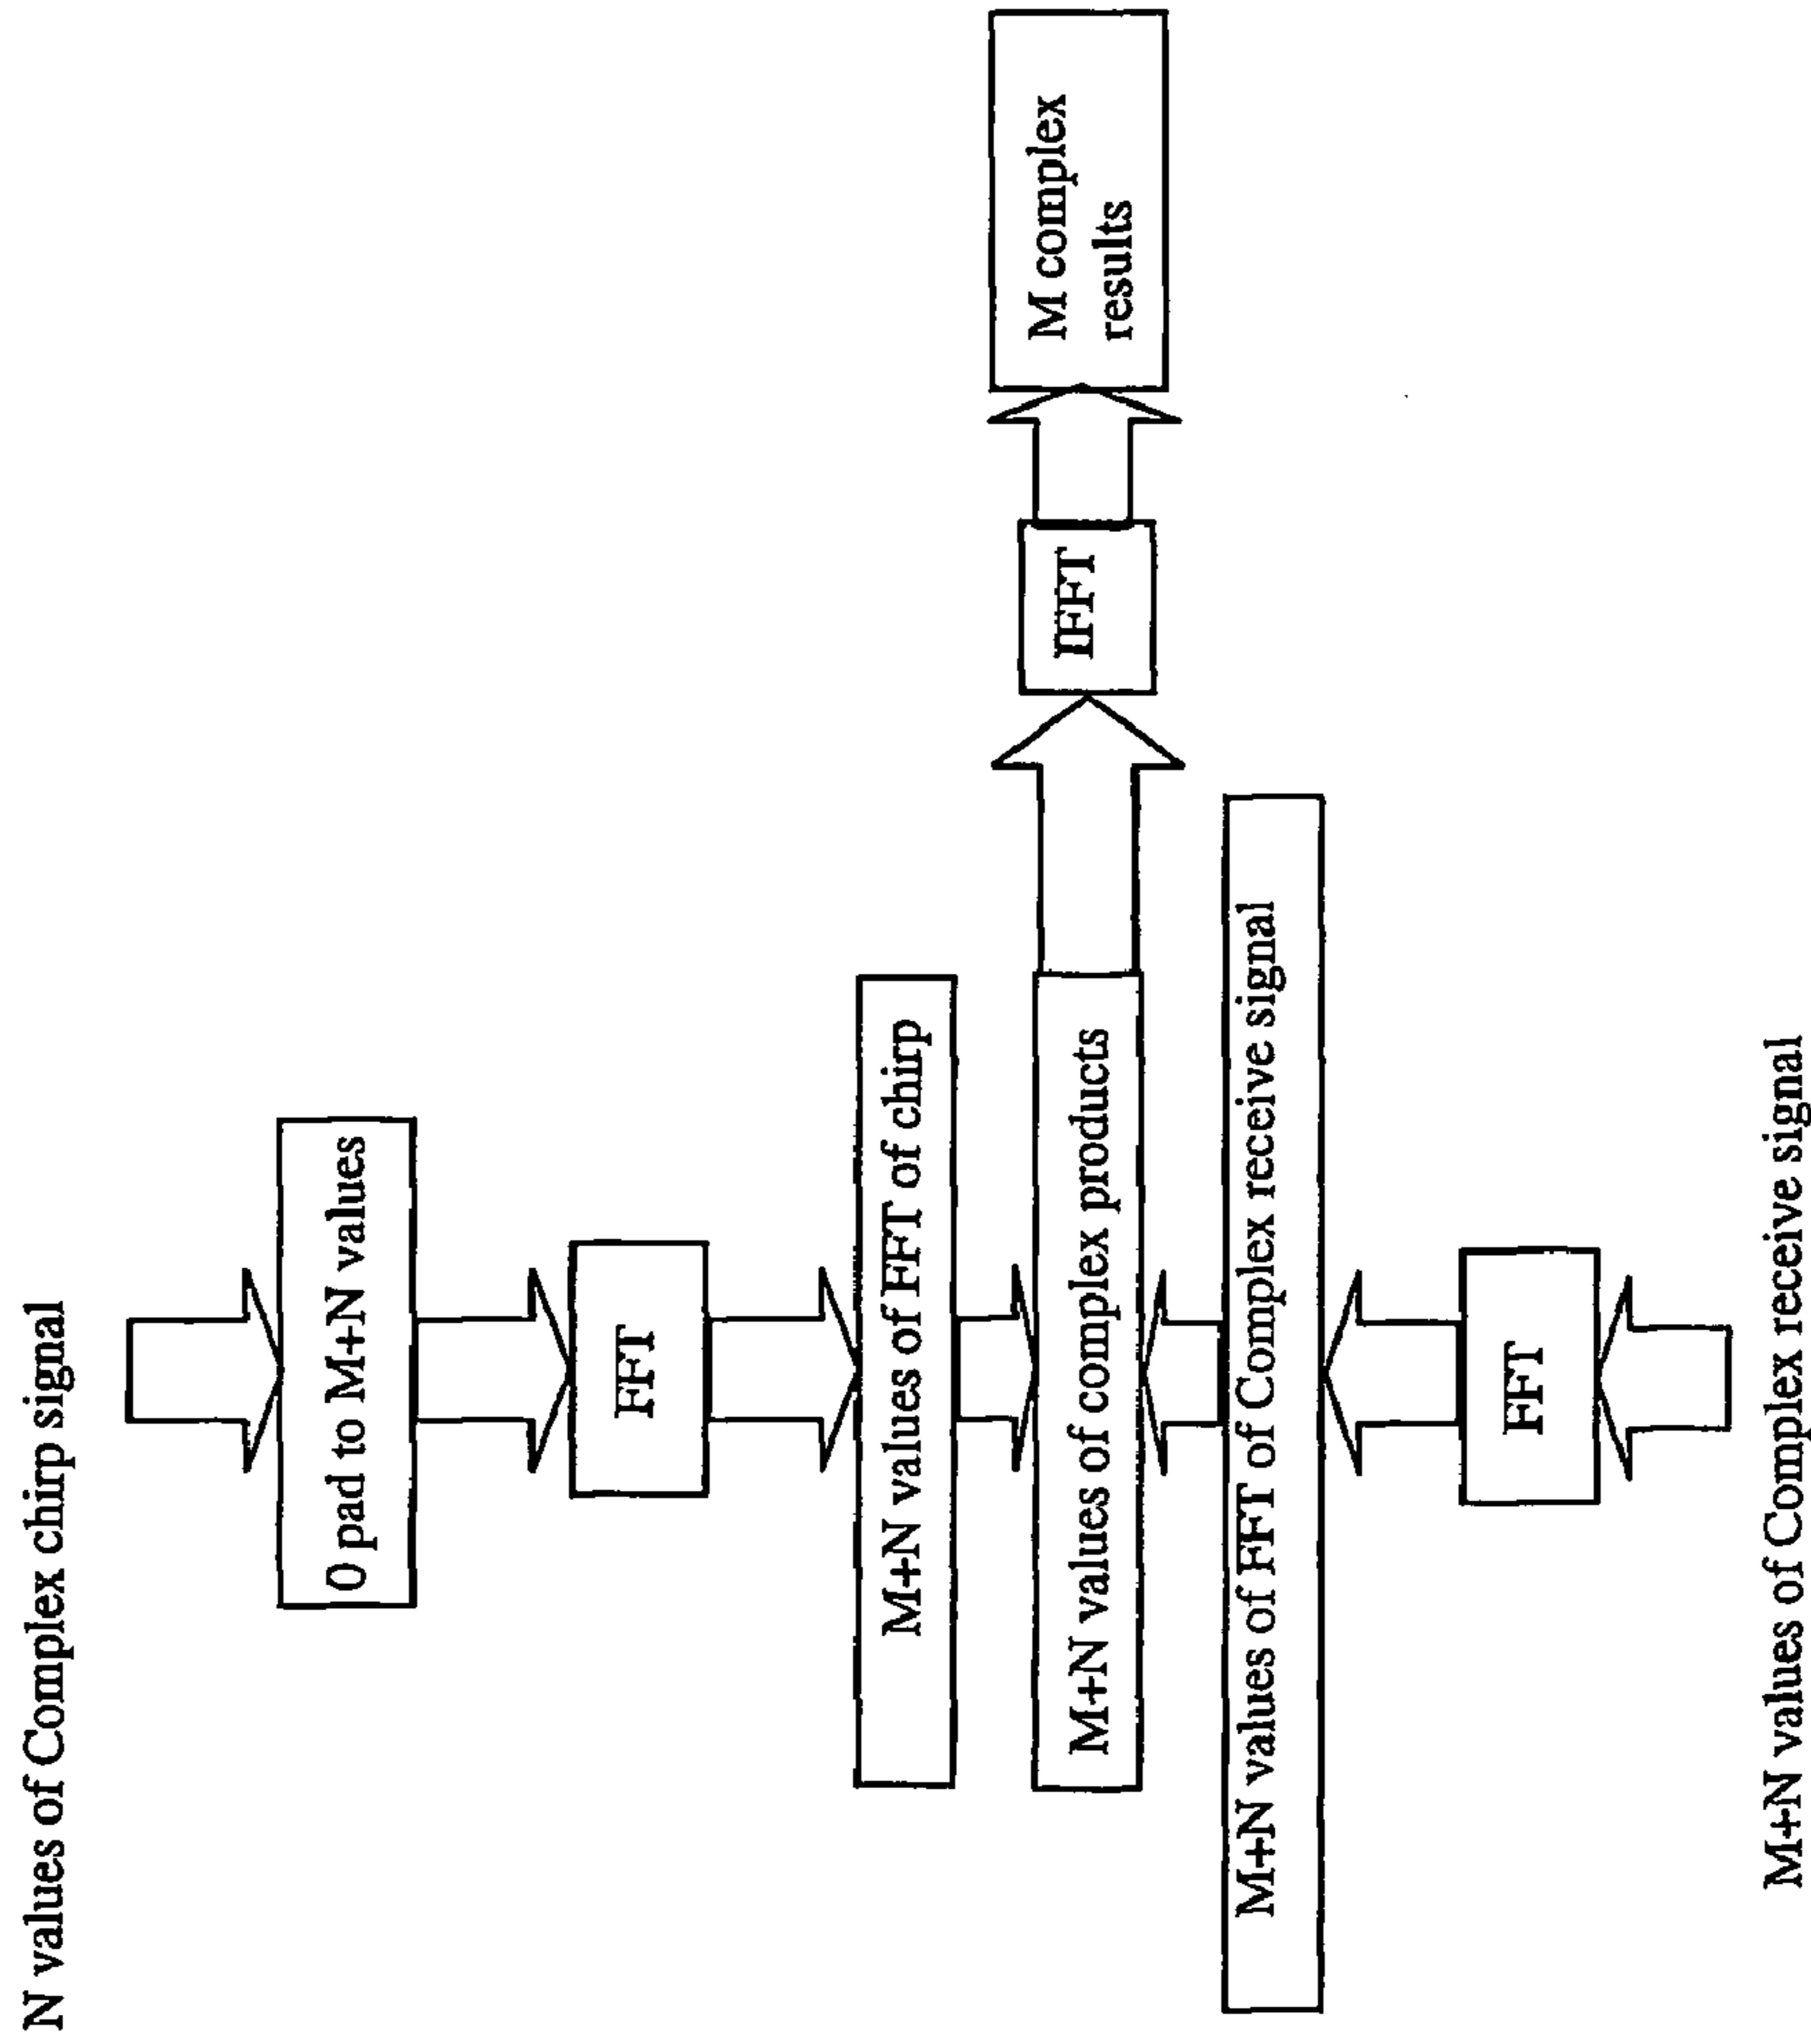 N values of Complex chirp signal
0 pad to M+N values
FFT
M+N values of FFT of chirp
M+N values of complex products
IFFT
M complex
results
M+N values of FFT of Complex receive signal
FFT
M+N values of Complex receive signal